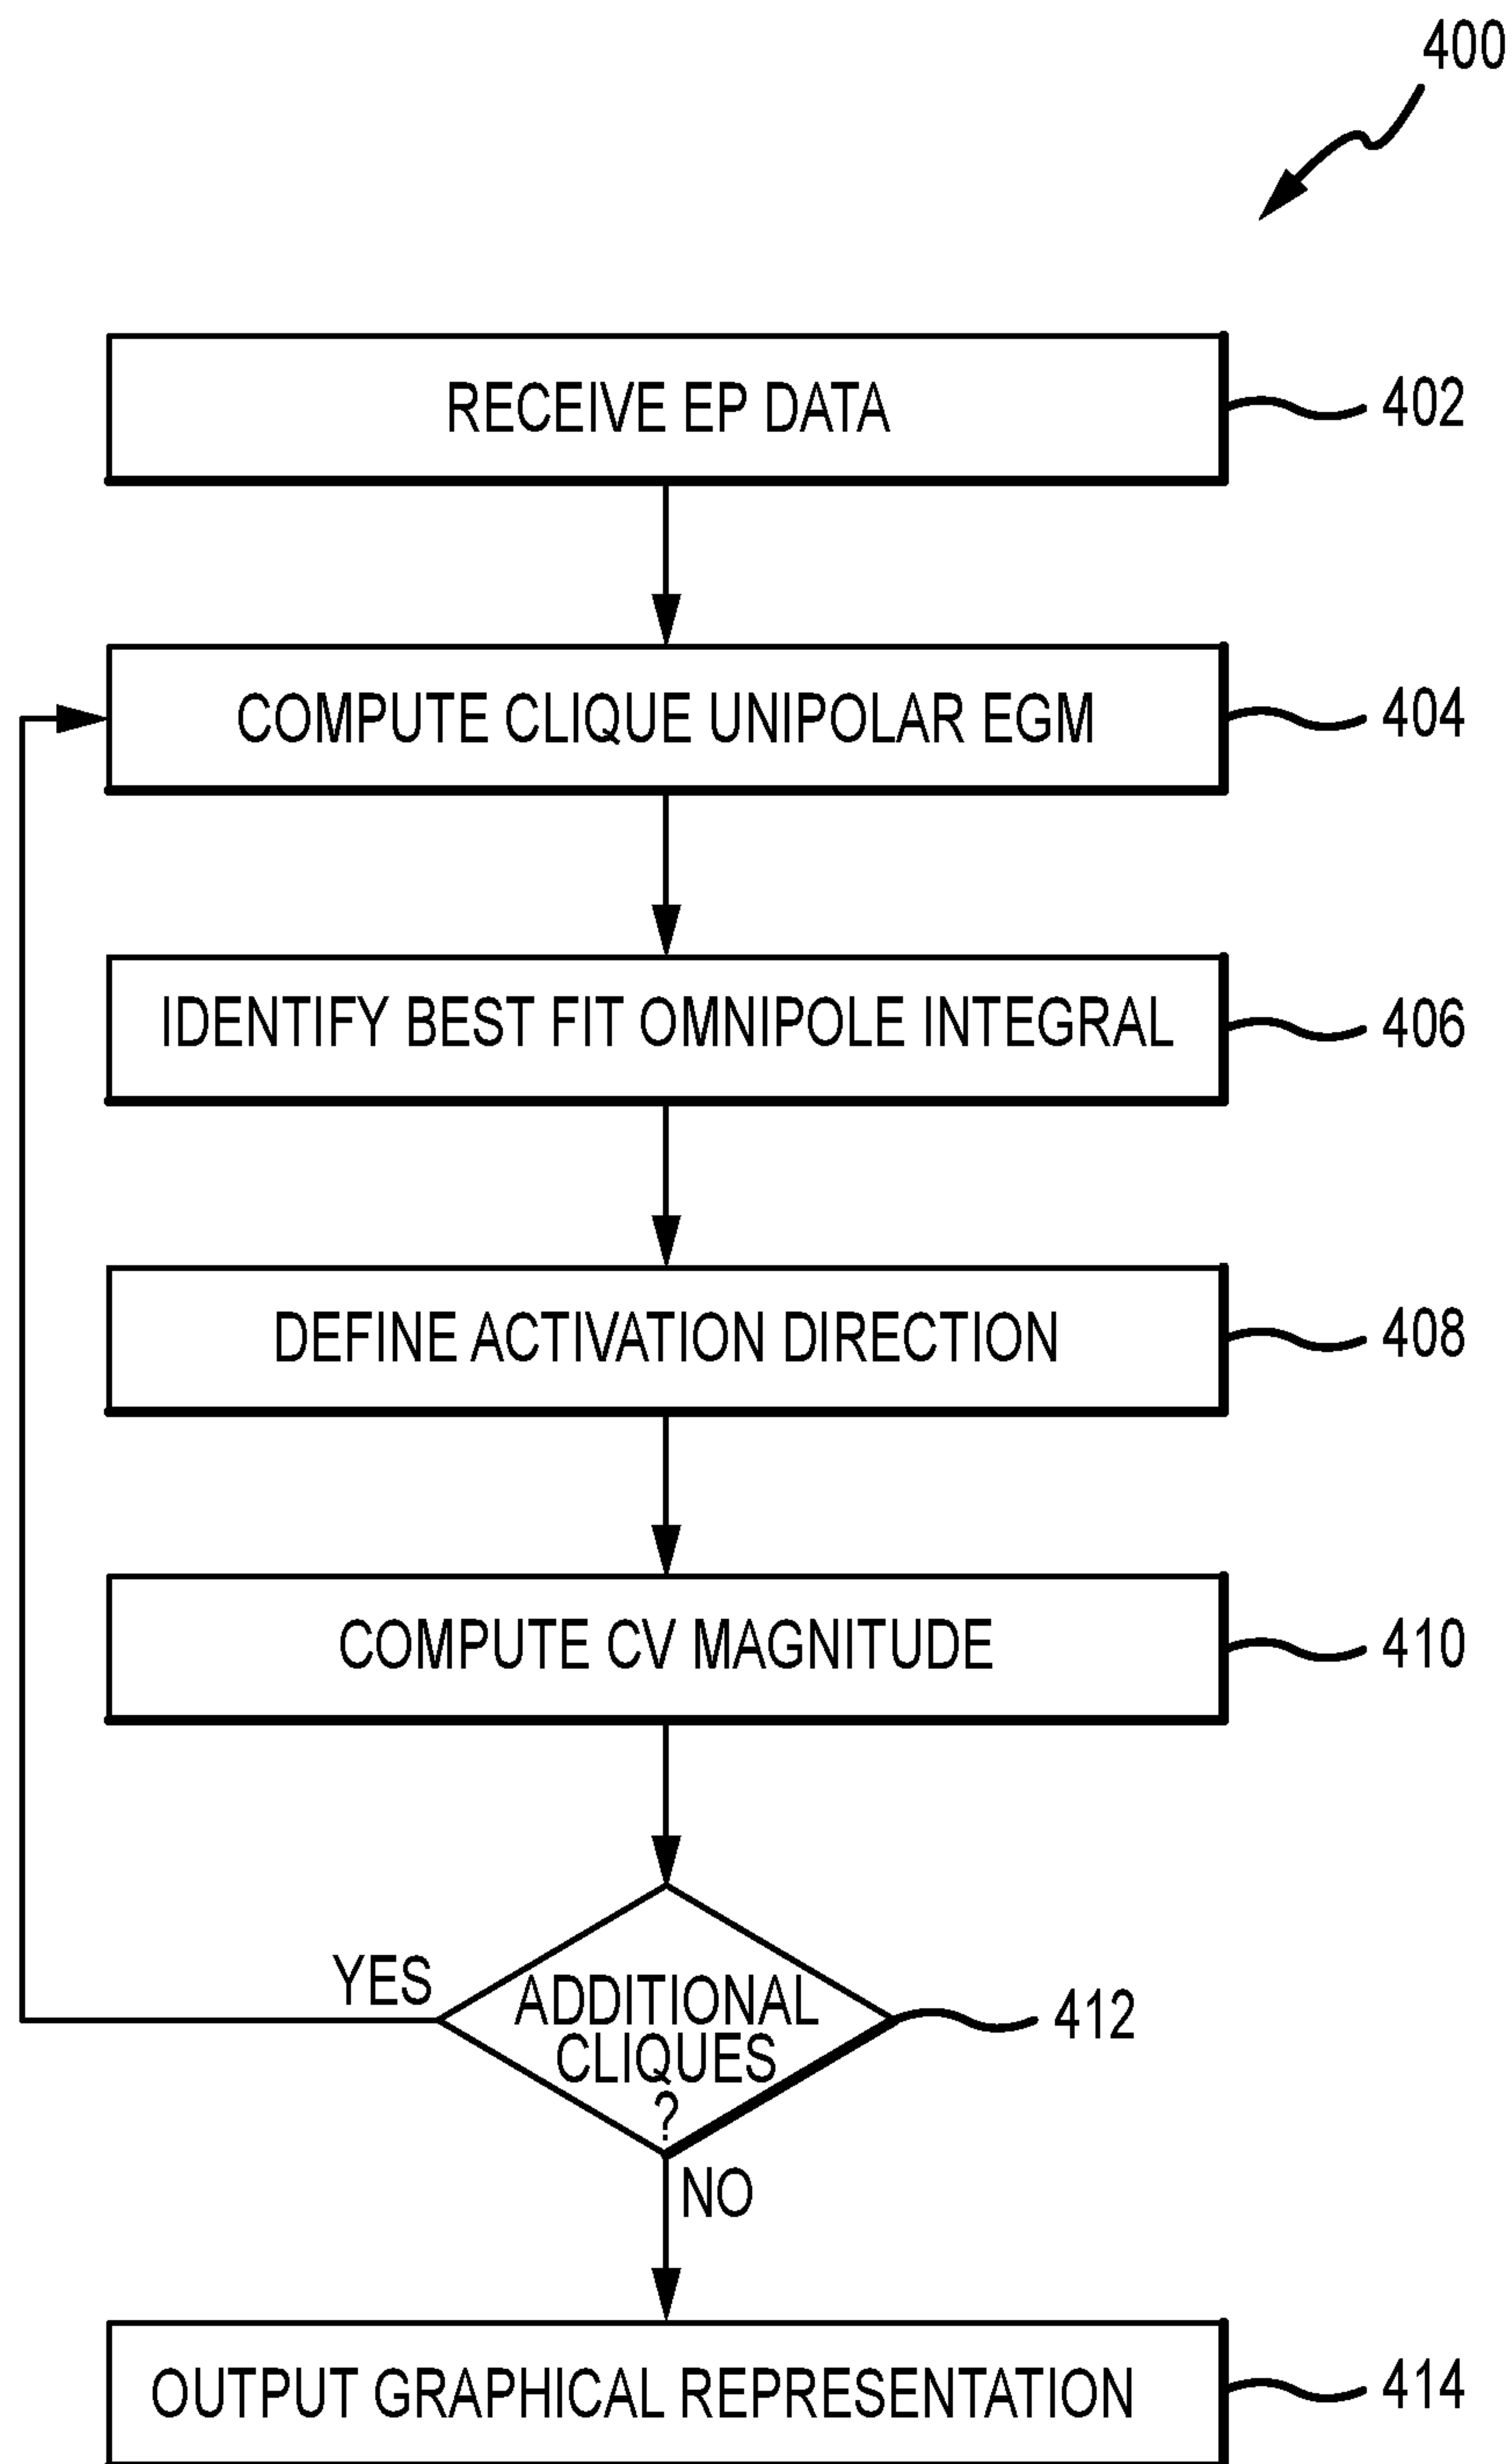 400
RECEIVE EP DATA
402
COMPUTE CLIQUE UNIPOLAR EGM
404
IDENTIFY BEST FIT OMNIPOLE INTEGRAL
406
DEFINE ACTIVATION DIRECTION
408
COMPUTE CV MAGNITUDE
410
YES
ADDITIONAL
CLIQUES
?
412
NO
OUTPUT GRAPHICAL REPRESENTATION
414